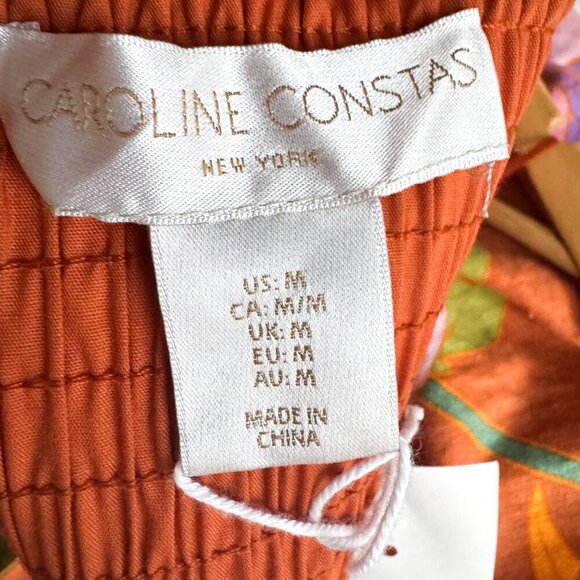 CAROLINE CONSTAS
NEW YORK
US: M
CA: M/M
UK: M
EU: M
AU: M
MADE IN
CHINA